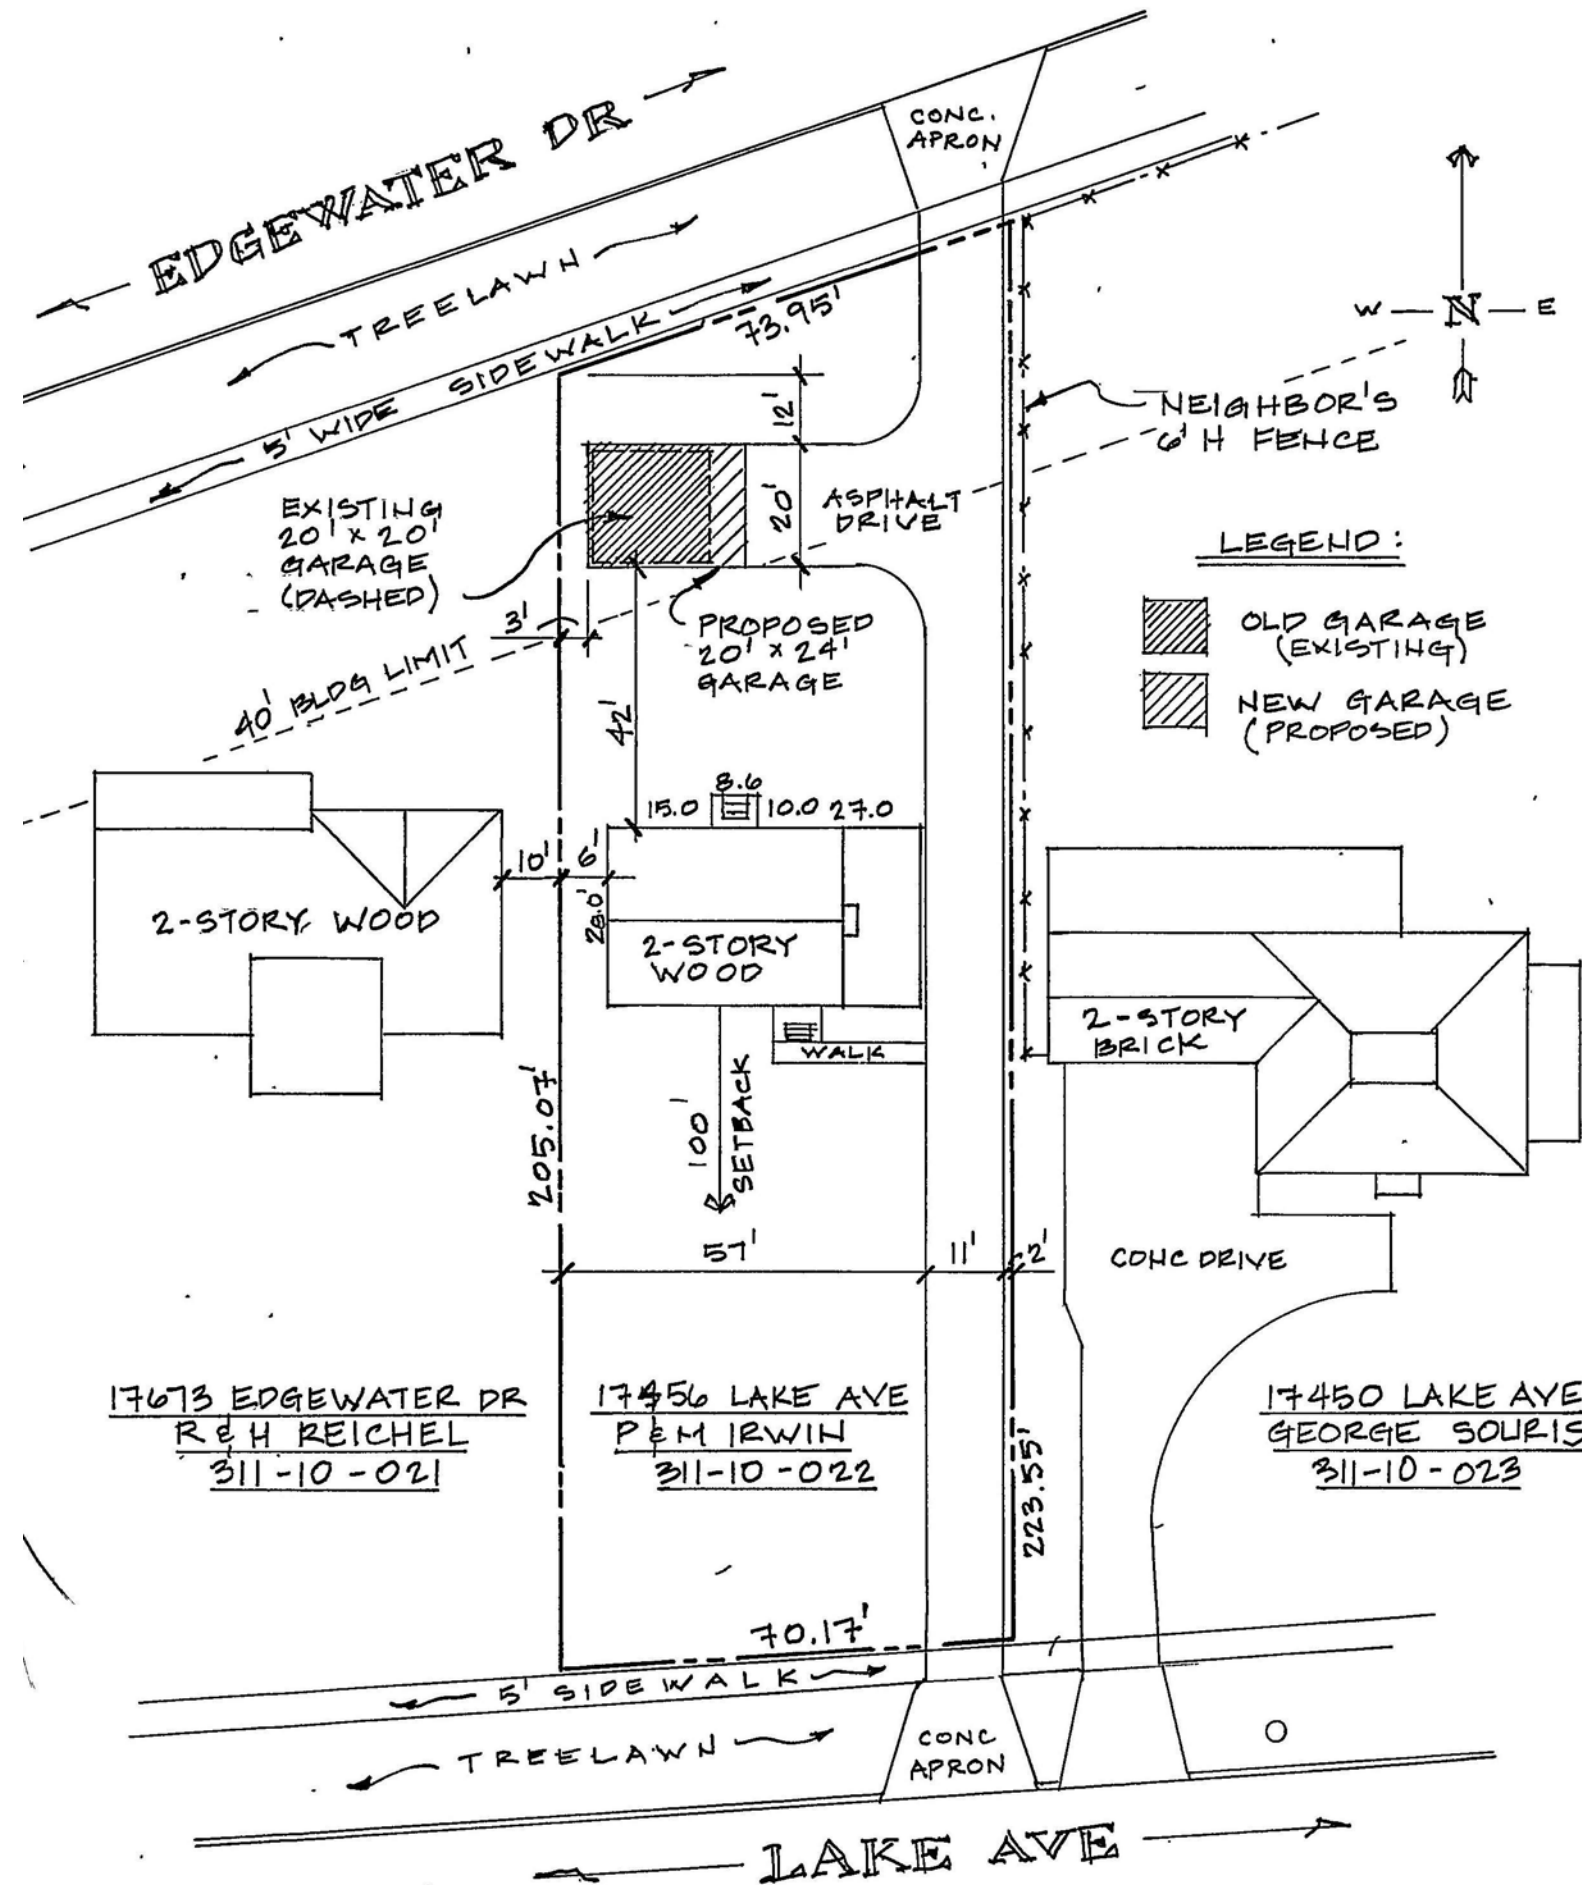 EDGEWATER DR
CONC.
APRON
TREELAWN
5' WIDE SIDEWALK
73.95'
W N E
NEIGHBOR'S
6' H FENCE
12'
20'
ASPHALT
DRIVE
EXISTING
20' x 20'
GARAGE
(DASHED)
LEGEND:
OLD GARAGE
(EXISTING)
NEW GARAGE
(PROPOSED)
3'
PROPOSED
20' x 24'
GARAGE
40' BLDG LIMIT
42'
8.6
15.0
10.0
27.0
10'
6'
2-STORY WOOD
2-STORY
WOOD
WALK
2-STORY
BRICK
205.07'
100'
SETBACK
57'
11'
2'
CONC DRIVE
17673 EDGEWATER DR
R & H REICHEL
311-10-021
17456 LAKE AVE
P & M IRWIN
311-10-022
17450 LAKE AVE
GEORGE SOURIS
311-10-023
223.55'
70.17'
5' SIDEWALK
TREELAWN
CONC
APRON
LAKE AVE